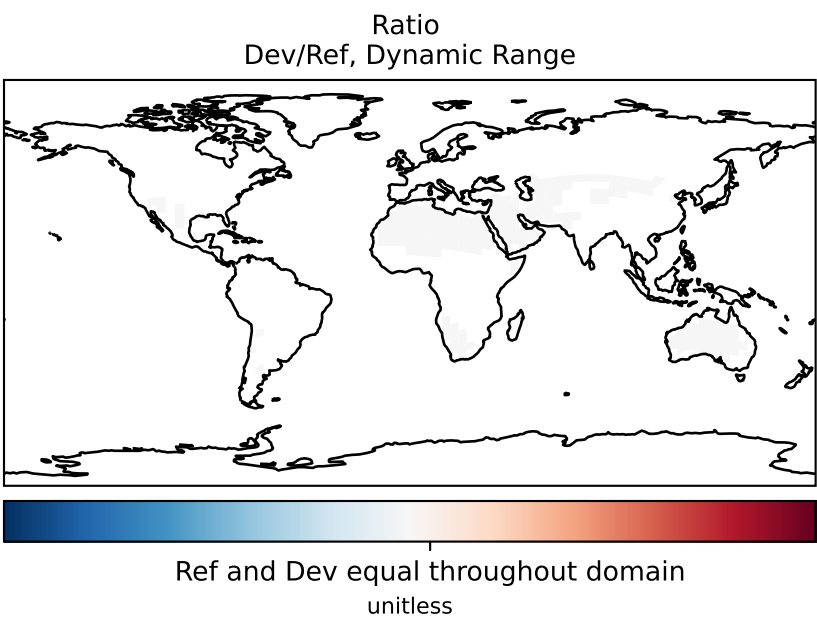 Ratio
Dev/Ref, Dynamic Range
Ref and Dev equal throughout domain
unitless